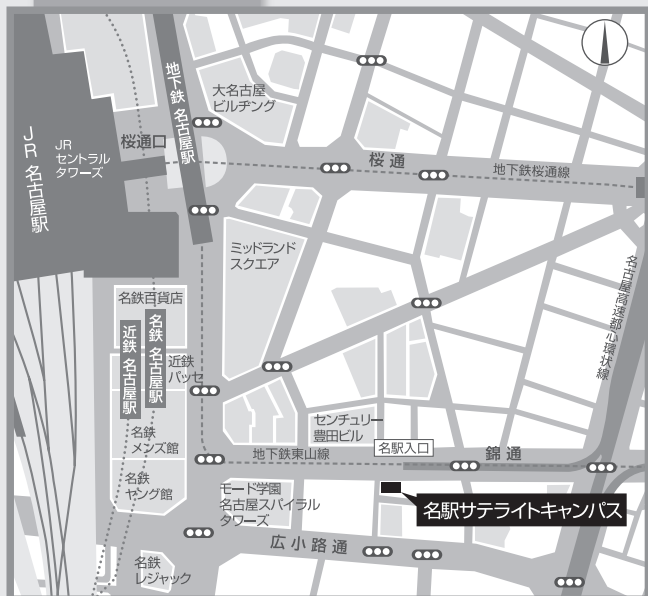 大名古屋
ビルヂング
地下鉄 名古屋駅
桜通口
JR 名古屋駅
JR
セントラル
タワーズ
桜通
地下鉄桜通線
ミッドランド
スクエア
名古屋高速都心環状線
名鉄百貨店
近鉄 名古屋駅
名鉄 名古屋駅
近鉄
パッセ
センチュリー
豊田ビル
名駅入口
名鉄
メンズ館
地下鉄東山線
錦通
名鉄
ヤング館
モード学園
名古屋スパイラル
タワーズ
名駅サテライトキャンパス
広小路通
名鉄
レジャック